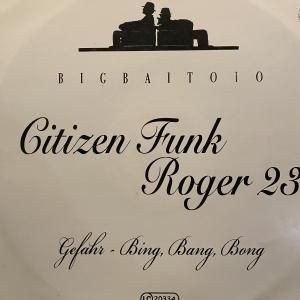 BIGBAIT010
Citizen Funk
Roger 23
Gefahr - Bing, Bang, Bong
LC 20334